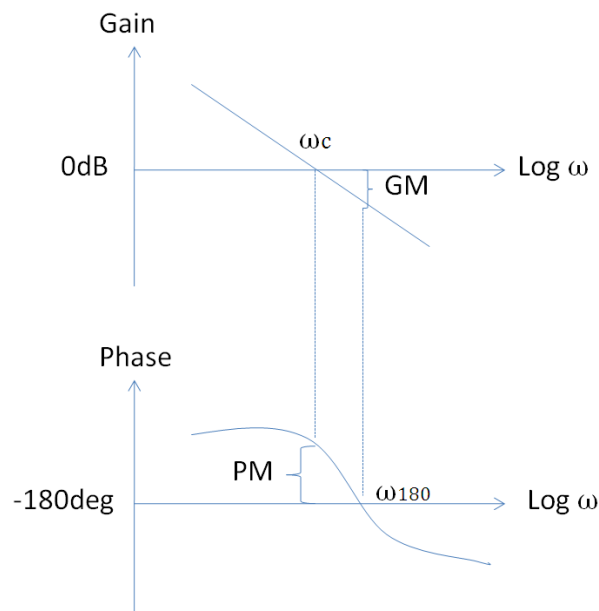 Gain
ωc
0dB
Log ω
GM
Phase
PM
ω180
-180deg
Log ω